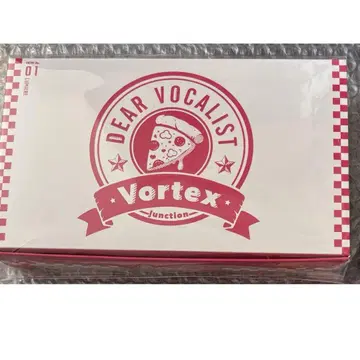 01
DEAR VOCALIST
Vortex
Junction